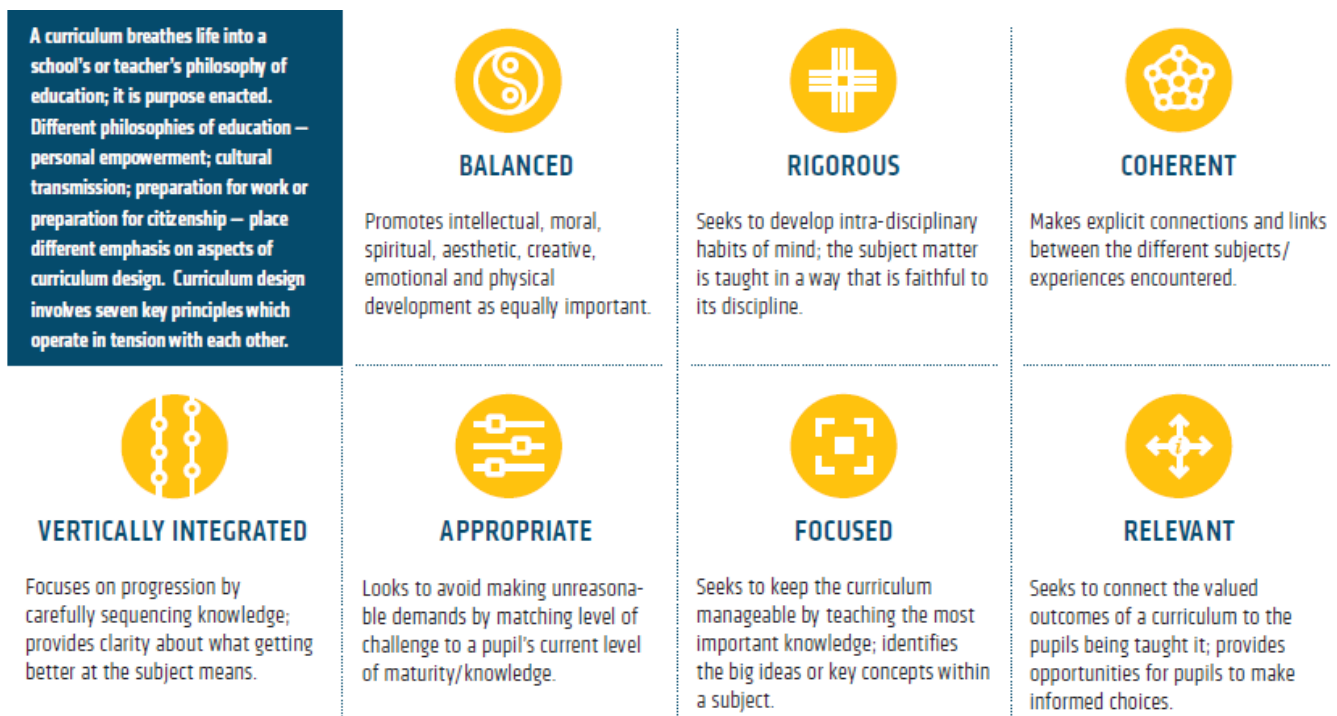 A curriculum breathes life into a
school's or teacher's philosophy of
education; it is purpose enacted.
Different philosophies of education —
personal empowerment; cultural
transmission; preparation for work or
preparation for citizenship — place
different emphasis on aspects of
curriculum design. Curriculum design
involves seven key principles which
operate in tension with each other.
BALANCED
Promotes intellectual, moral,
spiritual, aesthetic, creative,
emotional and physical
development as equally important.
RIGOROUS
Seeks to develop intra-disciplinary
habits of mind; the subject matter
is taught in a way that is faithful to
its discipline.
COHERENT
Makes explicit connections and links
between the different subjects/
experiences encountered.
VERTICALLY INTEGRATED
Focuses on progression by
carefully sequencing knowledge;
provides clarity about what getting
better at the subject means.
APPROPRIATE
Looks to avoid making unreasona-
ble demands by matching level of
challenge to a pupil's current level
of maturity/knowledge.
FOCUSED
Seeks to keep the curriculum
manageable by teaching the most
important knowledge; identifies
the big ideas or key concepts within
a subject.
RELEVANT
Seeks to connect the valued
outcomes of a curriculum to the
pupils being taught it; provides
opportunities for pupils to make
informed choices.